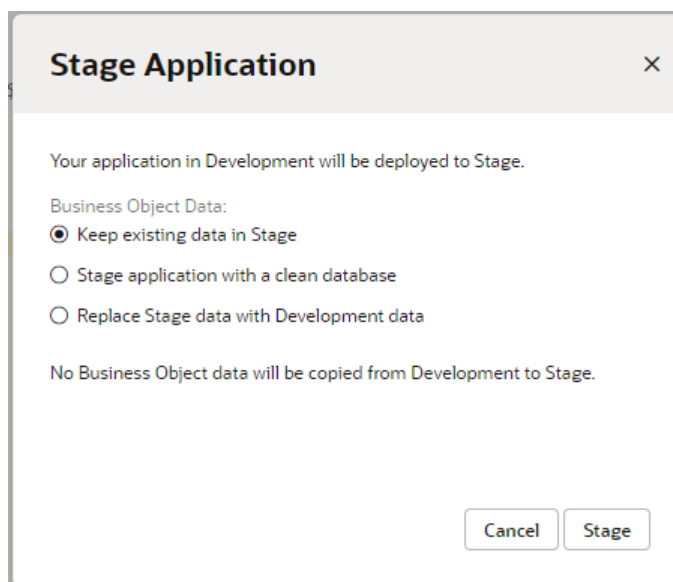 Stage Application
Your application in Development will be deployed to Stage.
Business Object Data:
Keep existing data in Stage
Stage application with a clean database
Replace Stage data with Development data
No Business Object data will be copied from Development to Stage.
Cancel Stage